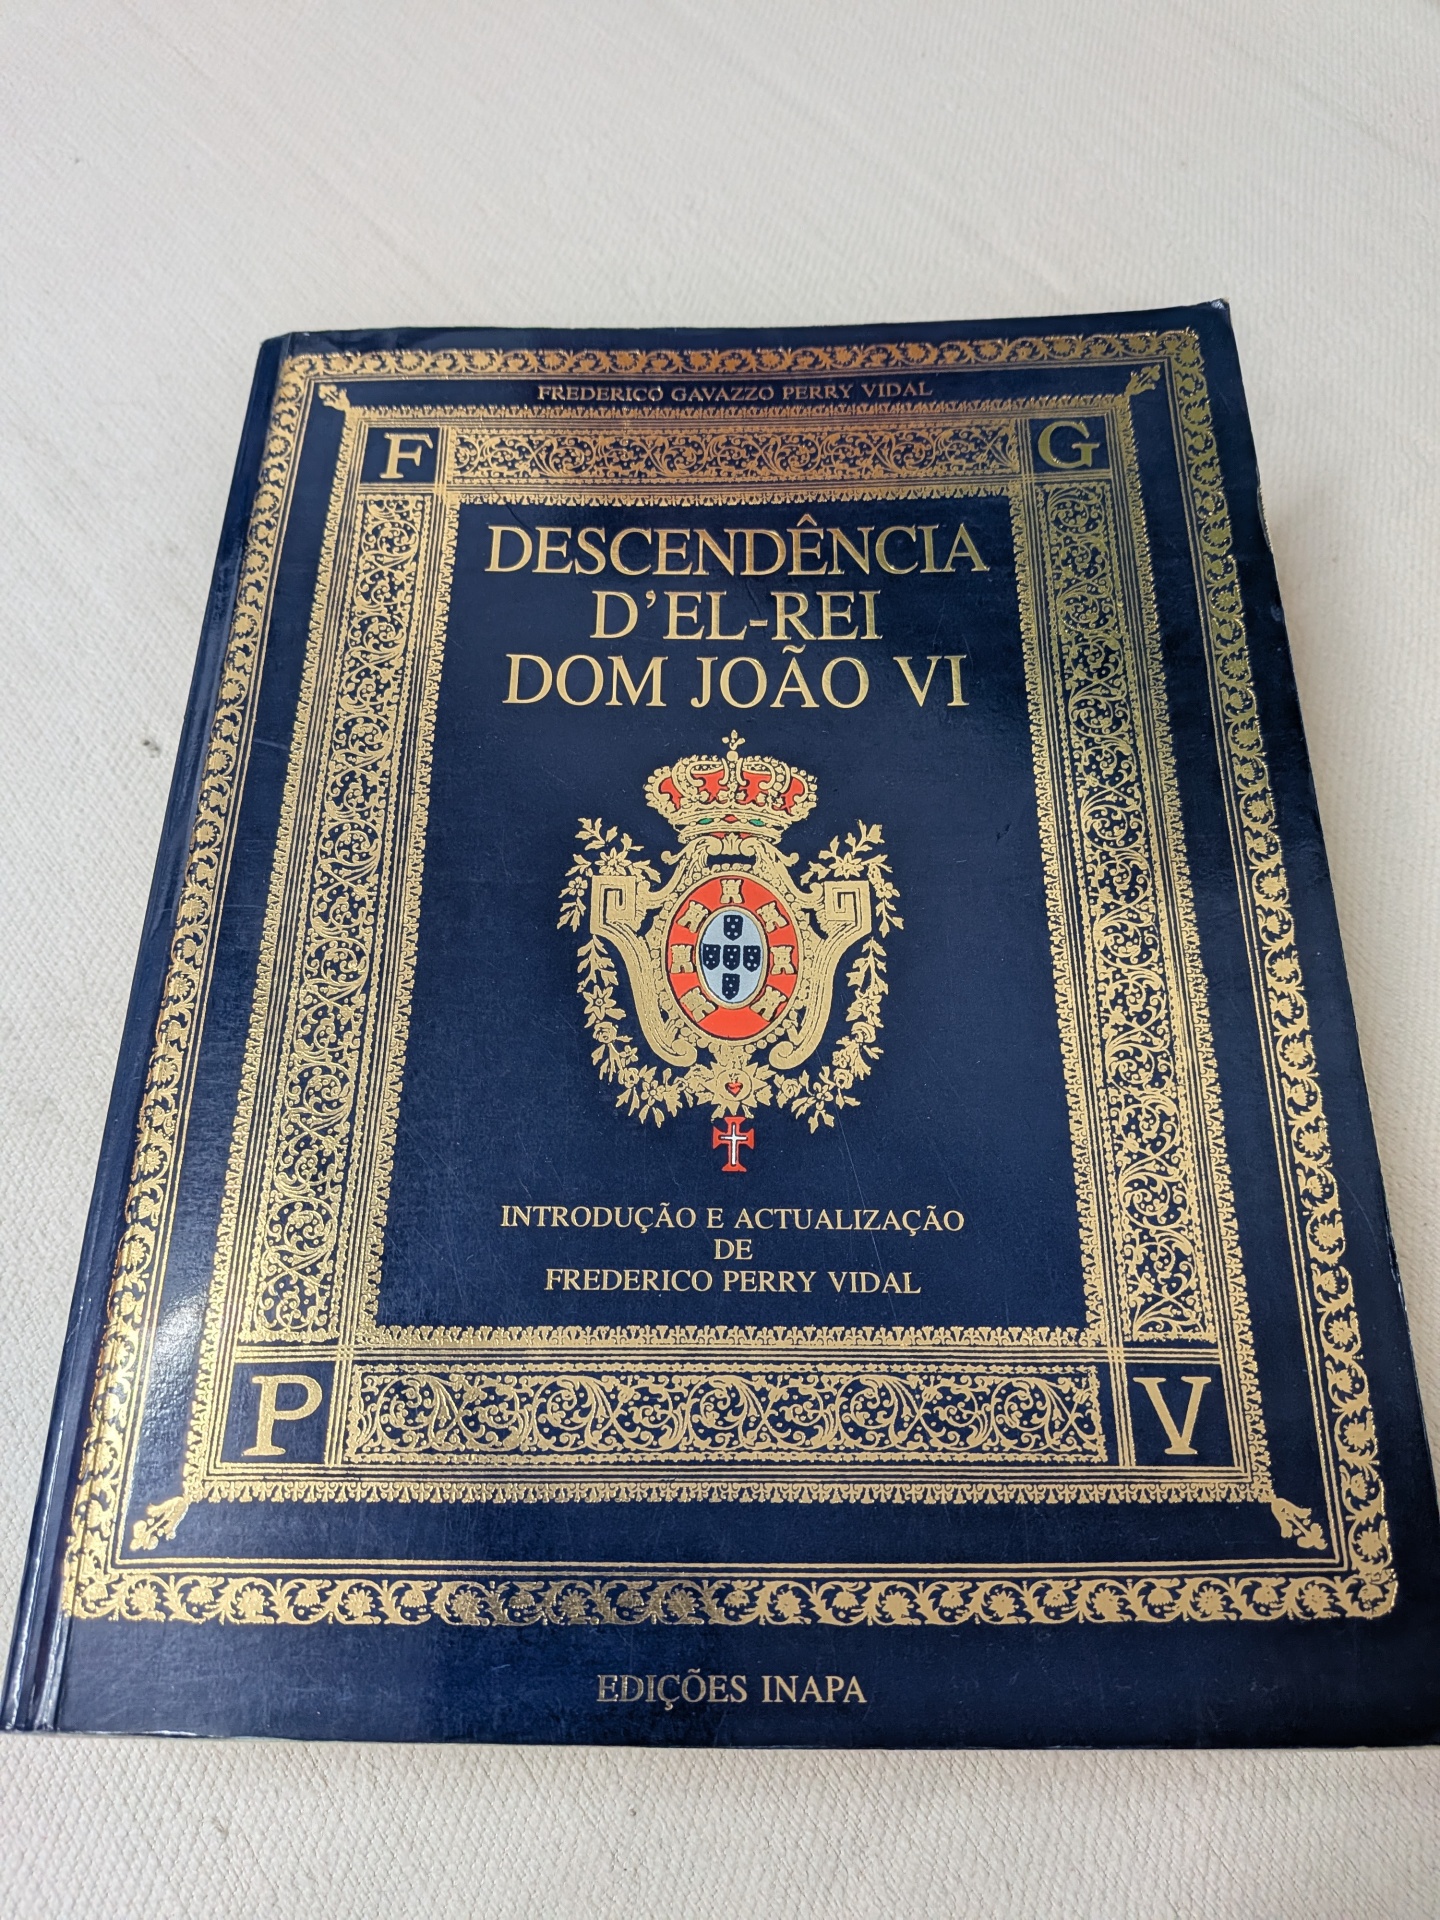 FREDERICO GAVAZZO PERRY VIDAL
F G
DESCENDÊNCIA
D'EL-REI
DOM JOÃO VI
INTRODUÇÃO E ACTUALIZAÇÃO
DE
FREDERICO PERRY VIDAL
P V
EDIÇÕES INAPA